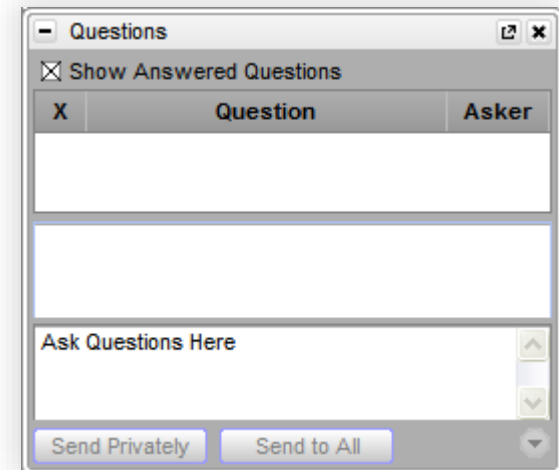 Questions
Show Answered Questions
X Question Asker
Ask Questions Here
Send Privately Send to All